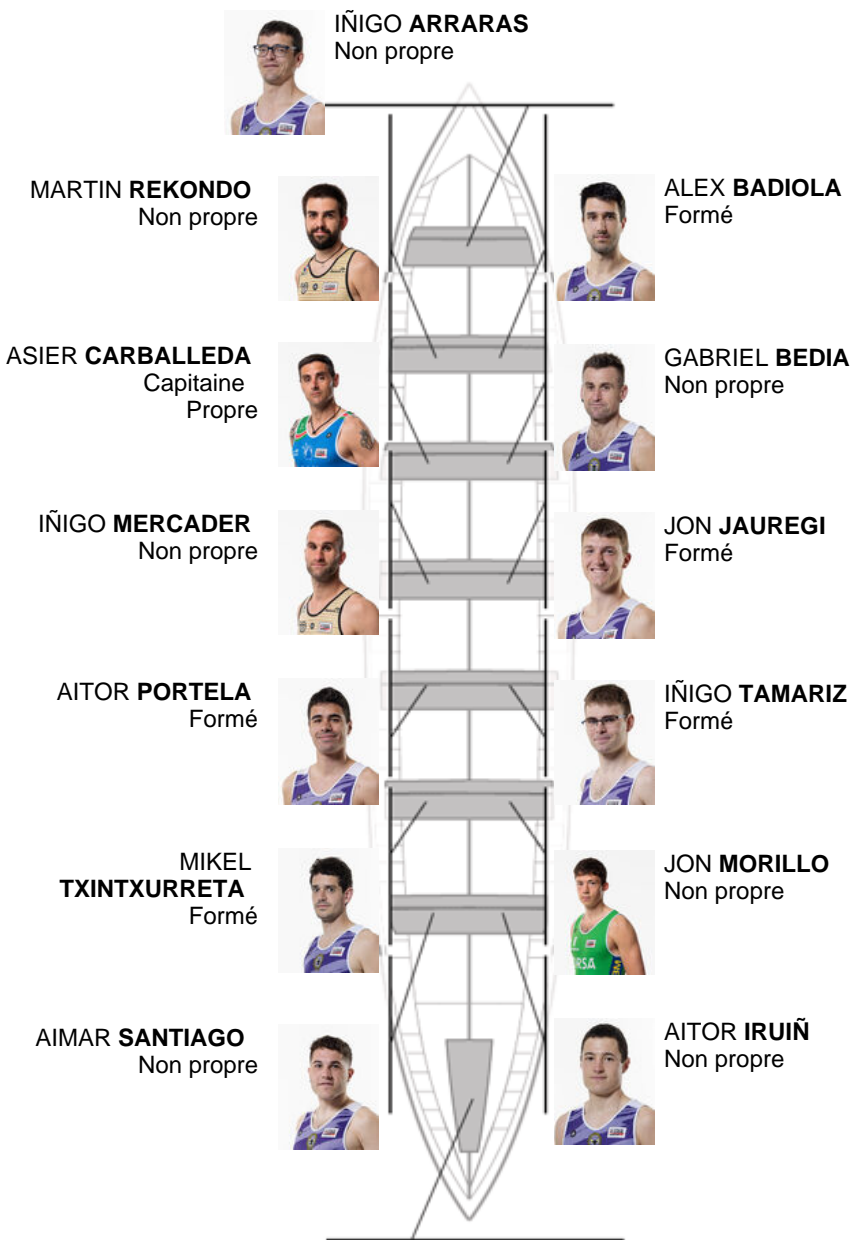 IÑIGO ARRARAS
Non propre
MARTIN REKONDO
Non propre
ALEX BADIOLA
Formé
ASIER CARBALLEDA
Capitaine
Propre
GABRIEL BEDIA
Non propre
IÑIGO MERCADER
Non propre
JON JAUREGI
Formé
AITOR PORTELA
Formé
IÑIGO TAMARIZ
Formé
MIKEL
TXINTXURRETA
Formé
JON MORILLO
Non propre
RSA
AIMAR SANTIAGO
Non propre
AITOR IRUIÑ
Non propre